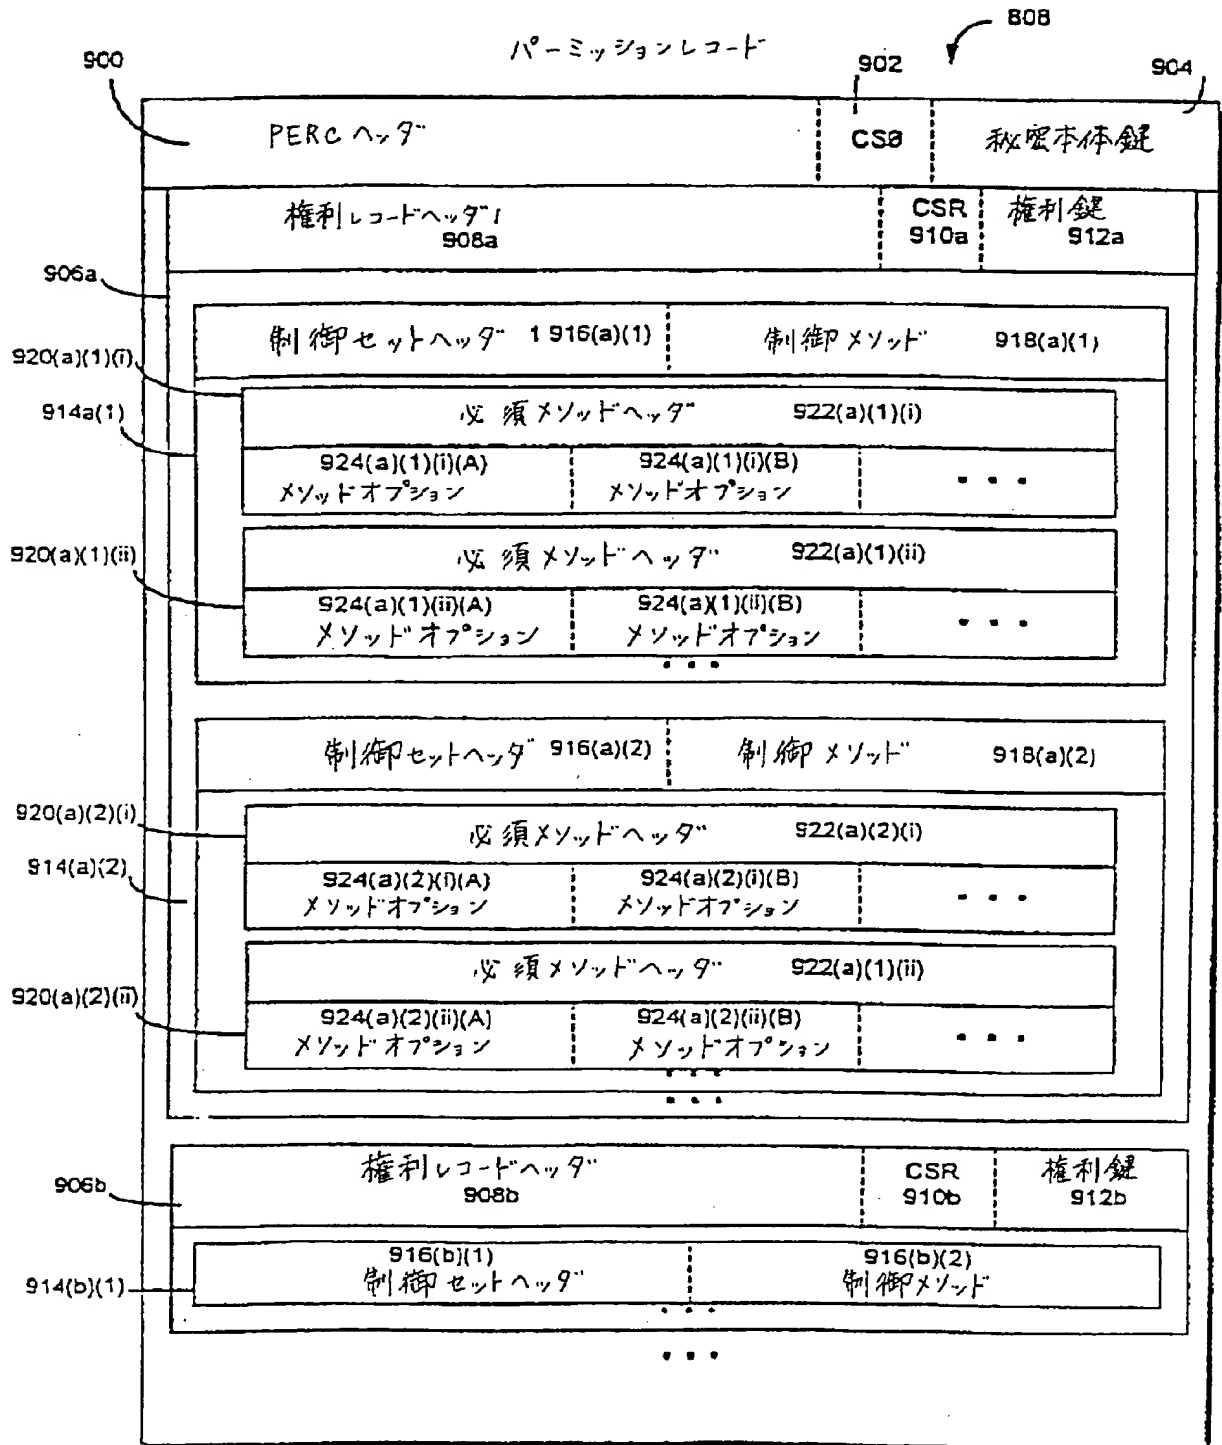 808
パーミッションレコード
900
902
904
PERC ヘッダ
CS0
秘密本体鍵
権利レコードヘッダ1
908a
CSR
910a
権利鍵
912a
906a
制御セットヘッダ 1 916(a)(1)
制御メソッド 918(a)(1)
920(a)(1)(i)
914a(1)
必須メソッドヘッダ 922(a)(1)(i)
924(a)(1)(i)(A)
メソッドオプション
924(a)(1)(i)(B)
メソッドオプション
...
920(a)(1)(ii)
必須メソッドヘッダ 922(a)(1)(ii)
924(a)(1)(ii)(A)
メソッドオプション
924(a)(1)(ii)(B)
メソッドオプション
...
...
制御セットヘッダ 916(a)(2)
制御メソッド 918(a)(2)
920(a)(2)(i)
914(a)(2)
必須メソッドヘッダ 922(a)(2)(i)
924(a)(2)(i)(A)
メソッドオプション
924(a)(2)(i)(B)
メソッドオプション
...
920(a)(2)(ii)
必須メソッドヘッダ 922(a)(1)(ii)
924(a)(2)(ii)(A)
メソッドオプション
924(a)(2)(ii)(B)
メソッドオプション
...
...
...
906b
権利レコードヘッダ
908b
CSR
910b
権利鍵
912b
914(b)(1)
916(b)(1)
制御セットヘッダ
916(b)(2)
制御メソッド
...
...